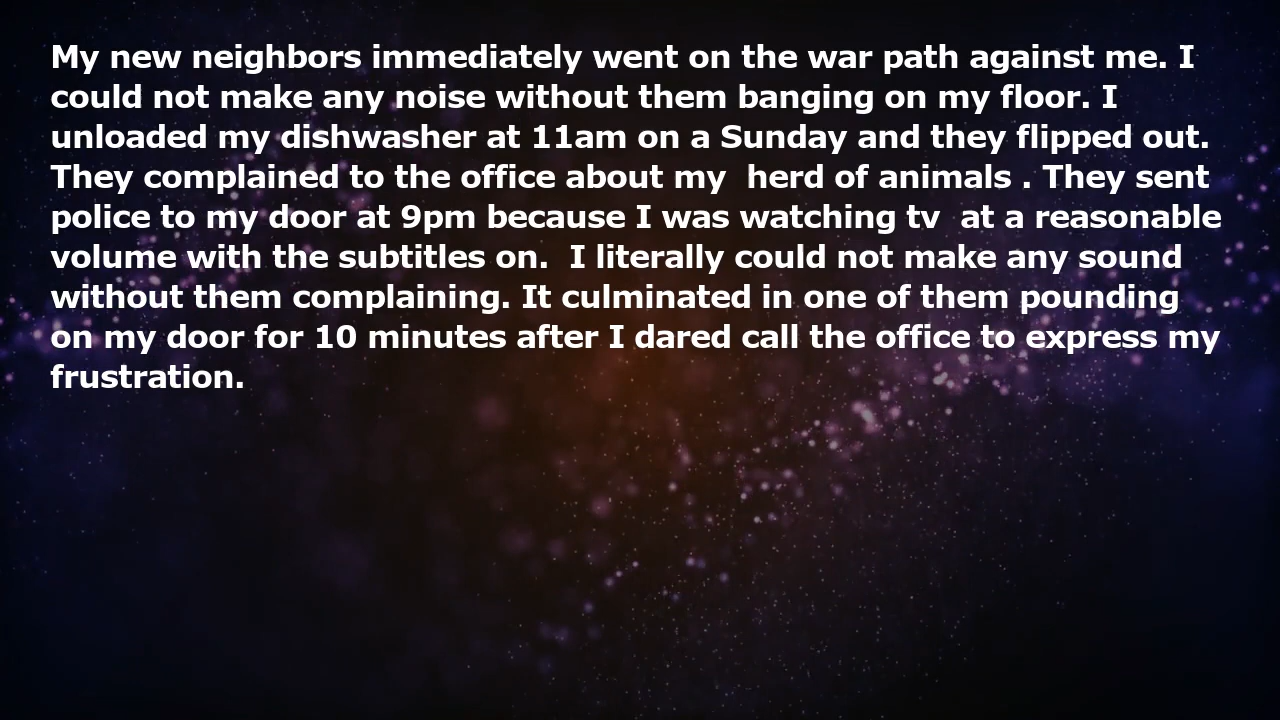 My new neighbors immediately went on the war path against me. I
could not make any noise without them banging on my floor. I
unloaded my dishwasher at 11am on a Sunday and they flipped out.
They complained to the office about my  herd of animals . They sent
police to my door at 9pm because I was watching tv  at a reasonable
volume with the subtitles on.  I literally could not make any sound
without them complaining. It culminated in one of them pounding
on my door for 10 minutes after I dared call the office to express my
frustration.